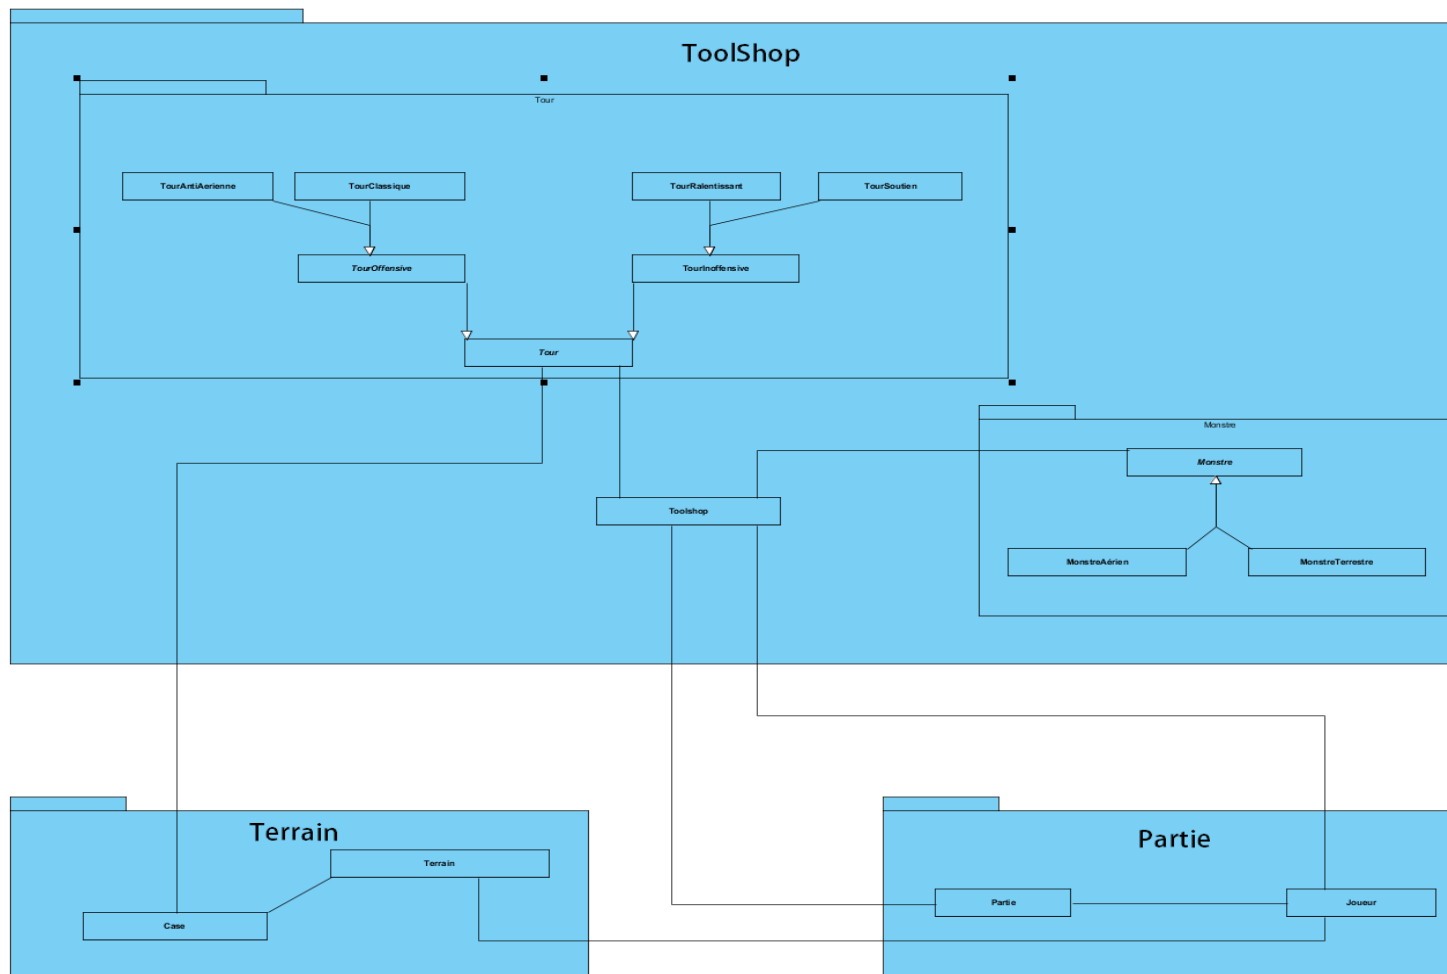 ToolShop
Tour
TourAntiAerienne
TourClassique
TourRalentissant
TourSoutien
TourOffensive
TourInoffensive
Tour
Monstre
Monstre
Toolshop
MonstreAérien
MonstreTerrestre
Terrain
Terrain
Case
Partie
Partie
Joueur